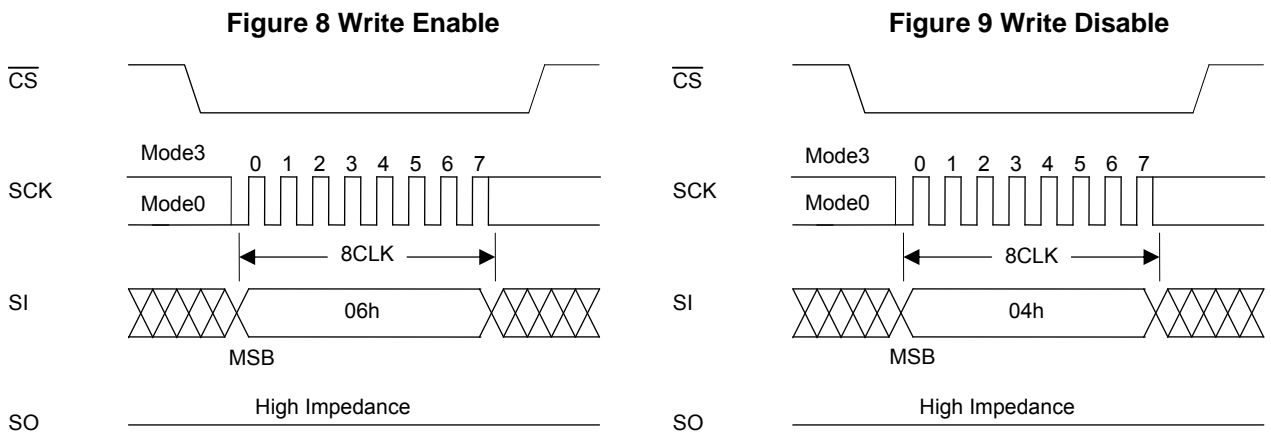 Figure 8 Write Enable
CS
Mode3
0 1 2 3 4 5 6 7
SCK
Mode0
8CLK
SI
06h
MSB
High Impedance
SO
Figure 9 Write Disable
CS
Mode3
0 1 2 3 4 5 6 7
SCK
Mode0
8CLK
SI
04h
MSB
High Impedance
SO